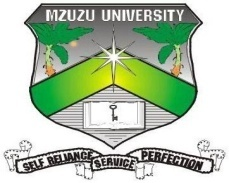 MZUZU UNIVERSITY
SELF RELIANCE SERVICE PERFECTION